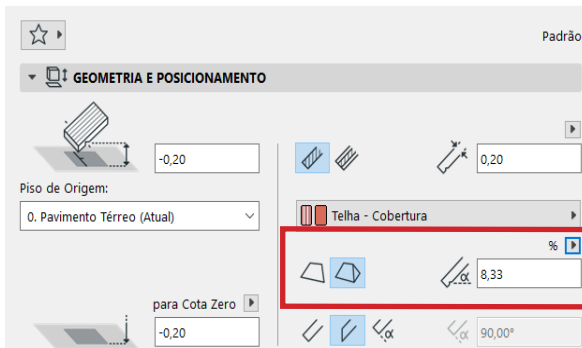 Padrão
GEOMETRIA E POSICIONAMENTO
-0,20
0,20
Piso de Origem:
0. Pavimento Térreo (Atual)
Telha - Cobertura
%
α
8,33
para Cota Zero
-0,20
α
α
90,00°